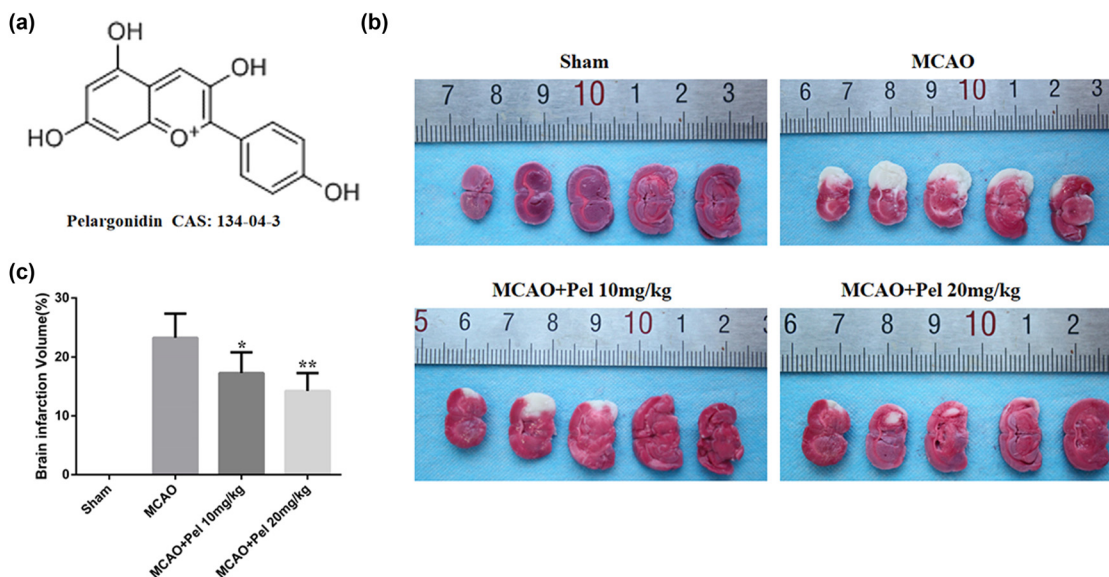 (a)
OH
OH
HO
O+
OH
Pelargonidin CAS: 134-04-3
(b)
Sham
7 8 9 10 1 2 3
MCAO
6 7 8 9 10 1 2 3
MCAO+Pel 10mg/kg
5 6 7 8 9 10 1 2
MCAO+Pel 20mg/kg
6 7 8 9 10 1 2
(c)
Brain infarction Volume(%)
30
20
10
0
*
**
Sham
MCAO
MCAO+Pel 10mg/kg
MCAO+Pel 20mg/kg